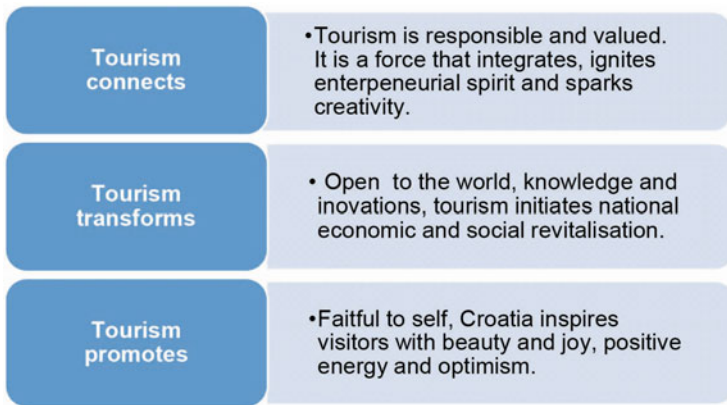 Tourism
connects
•Tourism is responsible and valued.
It is a force that integrates, ignites
enterpeneurial spirit and sparks
creativity.
Tourism
transforms
• Open to the world, knowledge and
inovations, tourism initiates national
economic and social revitalisation.
Tourism
promotes
•Faitful to self, Croatia inspires
visitors with beauty and joy, positive
energy and optimism.